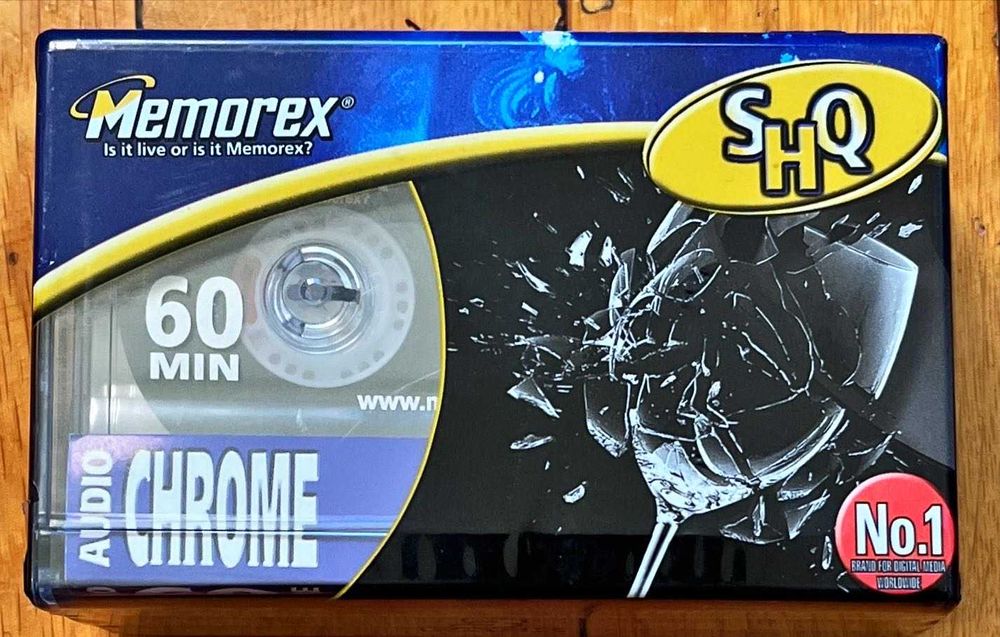 Memorex®
Is it live or is it Memorex?
SHQ
60
MIN
www.
AUDIO
CHROME
No.1
BRAND FOR DIGITAL MEDIA
WORLDWIDE